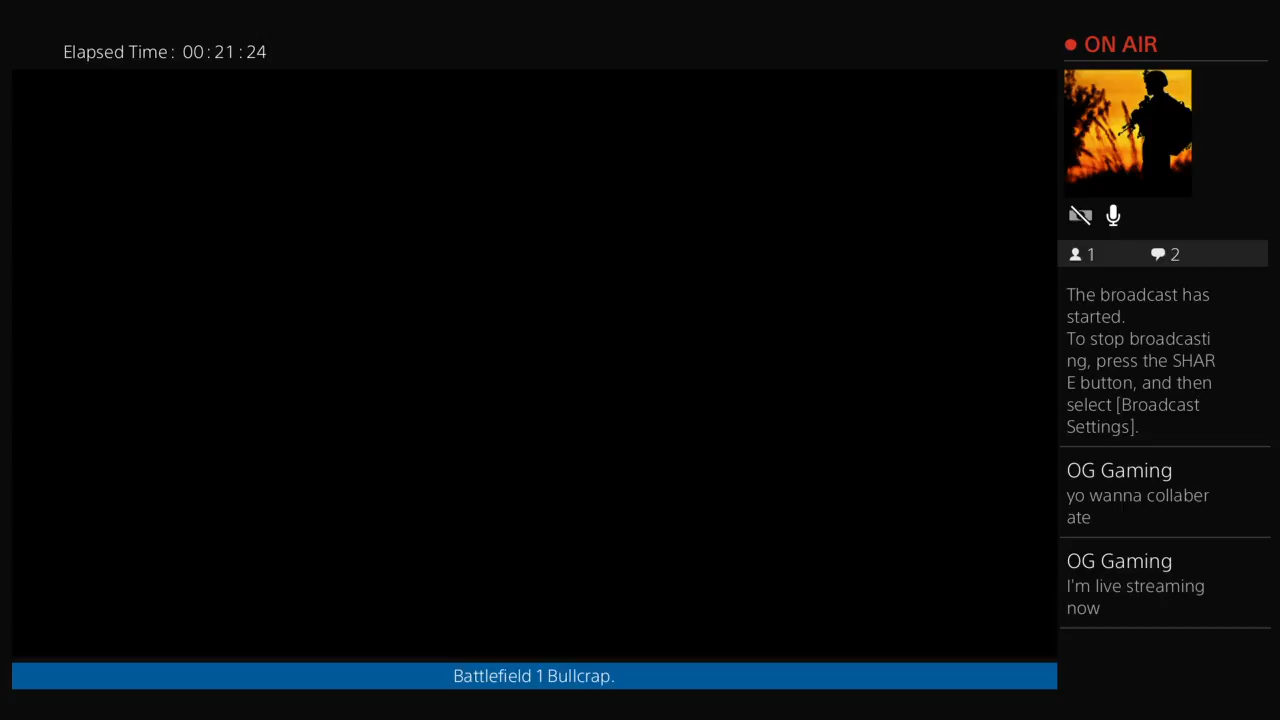 Elapsed Time: 00:21:24
ON AIR
1 2
The broadcast has
started.
To stop broadcasti
ng, press the SHAR
E button, and then
select [Broadcast
Settings].
OG Gaming
yo wanna collaber
ate
OG Gaming
I'm live streaming
now
Battlefield 1 Bullcrap.